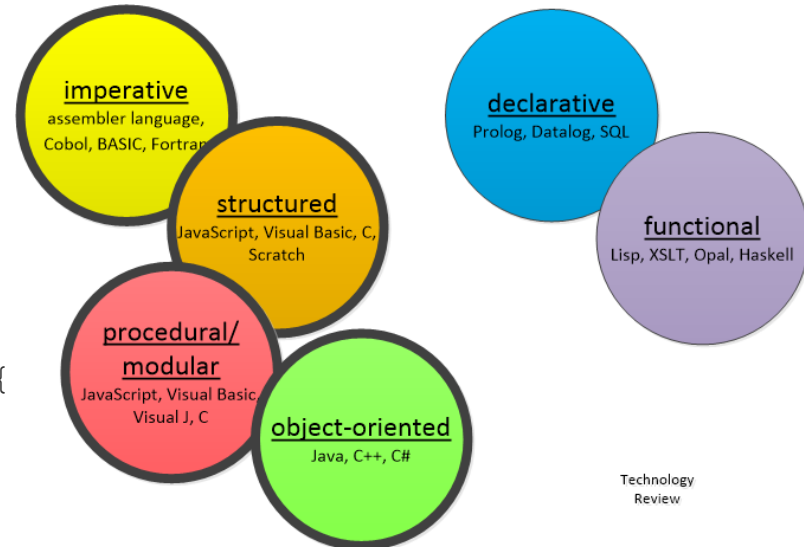 imperative
assembler language,
Cobol, BASIC, Fortran
structured
JavaScript, Visual Basic, C,
Scratch
procedural/
modular
JavaScript, Visual Basic,
Visual J, C
{
object-oriented
Java, C++, C#
declarative
Prolog, Datalog, SQL
functional
Lisp, XSLT, Opal, Haskell
Technology
Review